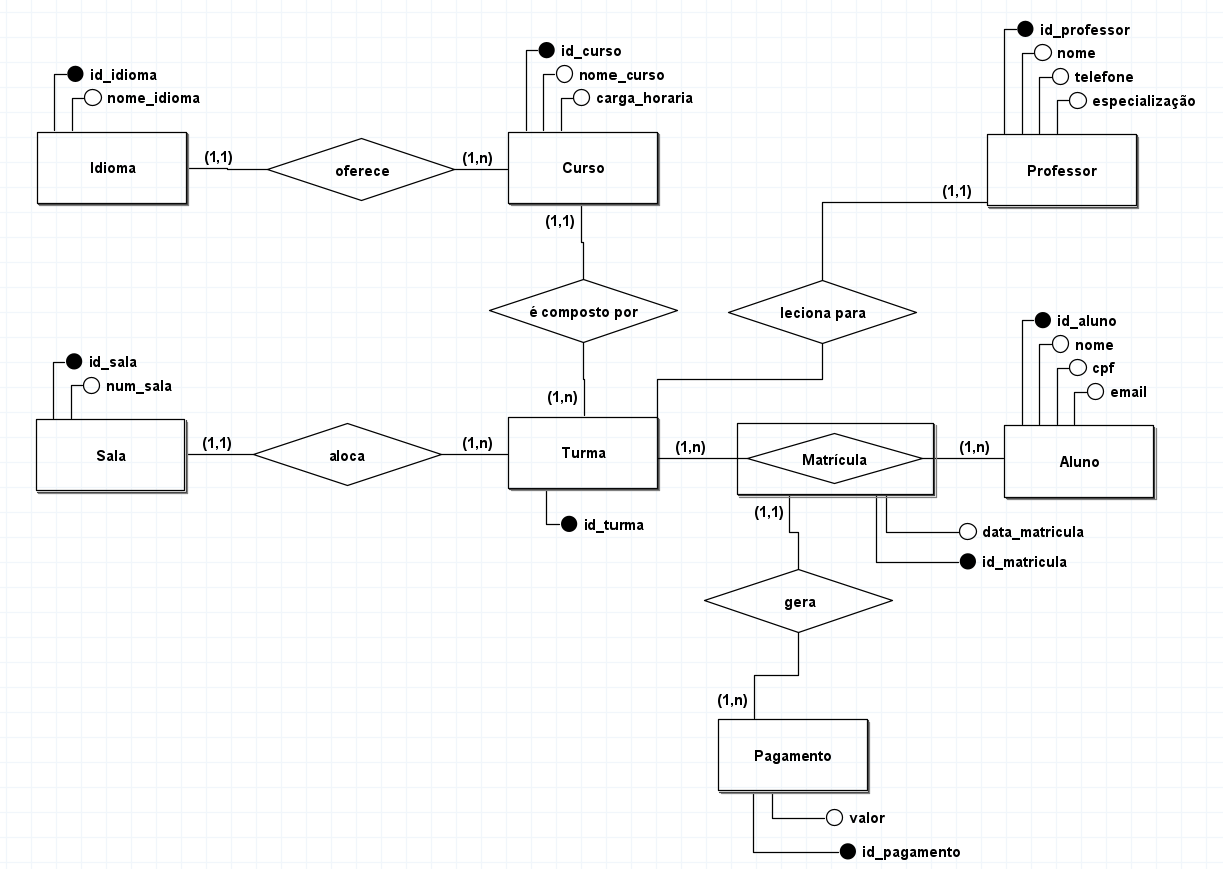 id_professor
nome
telefone
especialização
Professor
id_curso
nome_curso
carga_horaria
id_idioma
nome_idioma
Idioma
(1,1)
oferece
(1,n)
Curso
(1,1)
(1,1)
é composto por
leciona para
id_aluno
nome
cpf
email
id_sala
num_sala
(1,n)
Sala
(1,1)
aloca
(1,n)
Turma
(1,n)
Matrícula
(1,n)
Aluno
id_turma
(1,1)
data_matricula
id_matricula
gera
(1,n)
Pagamento
valor
id_pagamento